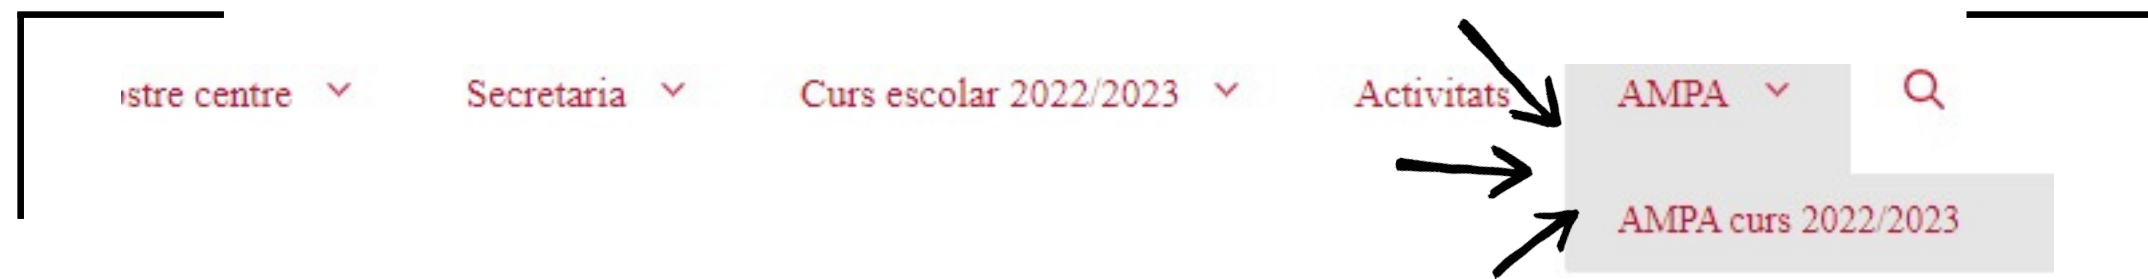 stre centre Secretaria Curs escolar 2022/2023 Activitats AMPA
AMPA curs 2022/2023